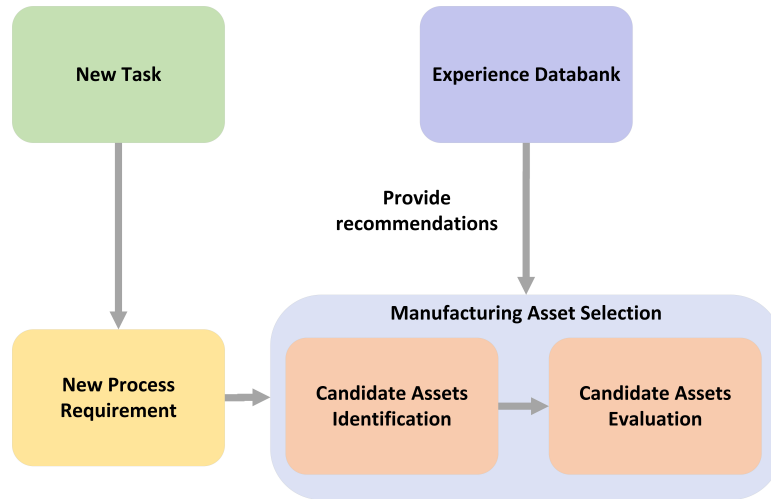 New Task
Experience Databank
Provide
recommendations
Manufacturing Asset Selection
New Process
Requirement
Candidate Assets
Identification
Candidate Assets
Evaluation